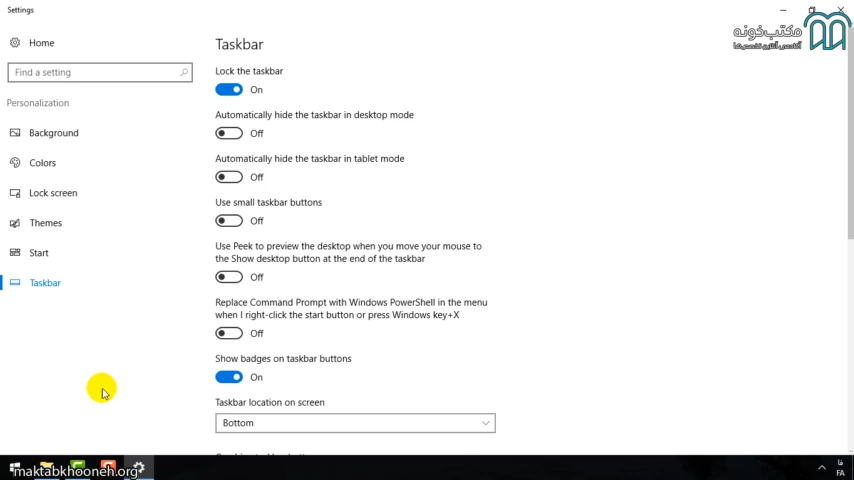 Settings
مکتب‌خونه
آکادمی آنلاین تخصص‌ها
Home
Find a setting
Personalization
Background
Colors
Lock screen
Themes
Start
Taskbar
Taskbar
Lock the taskbar
On
Automatically hide the taskbar in desktop mode
Off
Automatically hide the taskbar in tablet mode
Off
Use small taskbar buttons
Off
Use Peek to preview the desktop when you move your mouse to
the Show desktop button at the end of the taskbar
Off
Replace Command Prompt with Windows PowerShell in the menu
when I right-click the start button or press Windows key+X
Off
Show badges on taskbar buttons
On
Taskbar location on screen
Bottom
maktabkhooneh.org
فا
FA